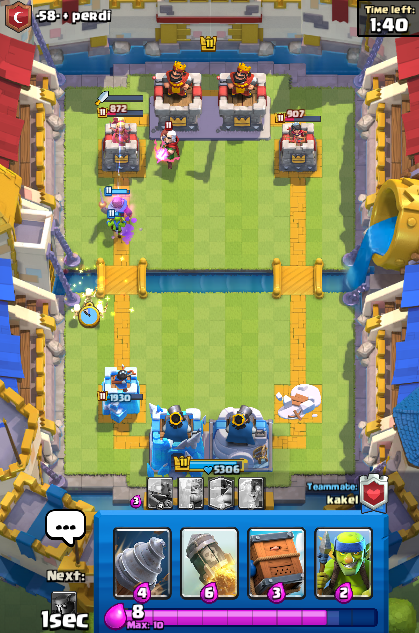 -58-+ perdi
Time left:
1:40
872
907
1930
5306
Teammate:
kakel
3
...
4
6
3
2
Next:
1sec
8
Max: 10